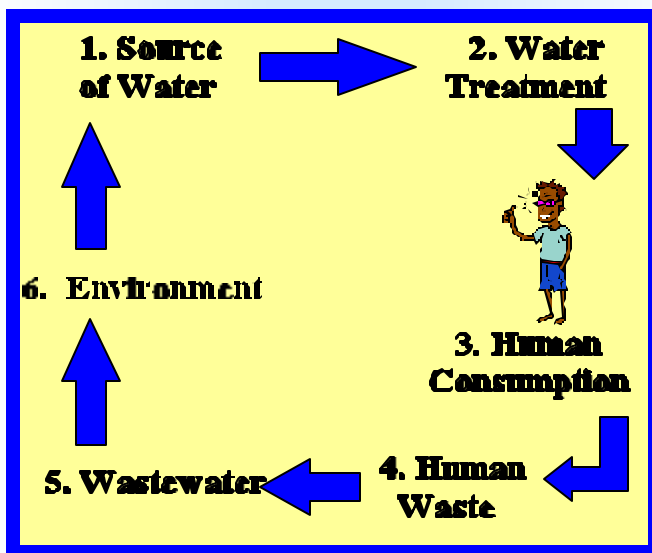 1. Source
of Water
2. Water
Treatment
3. Human
Consumption
4. Human
Waste
5. Wastewater
6. Environment